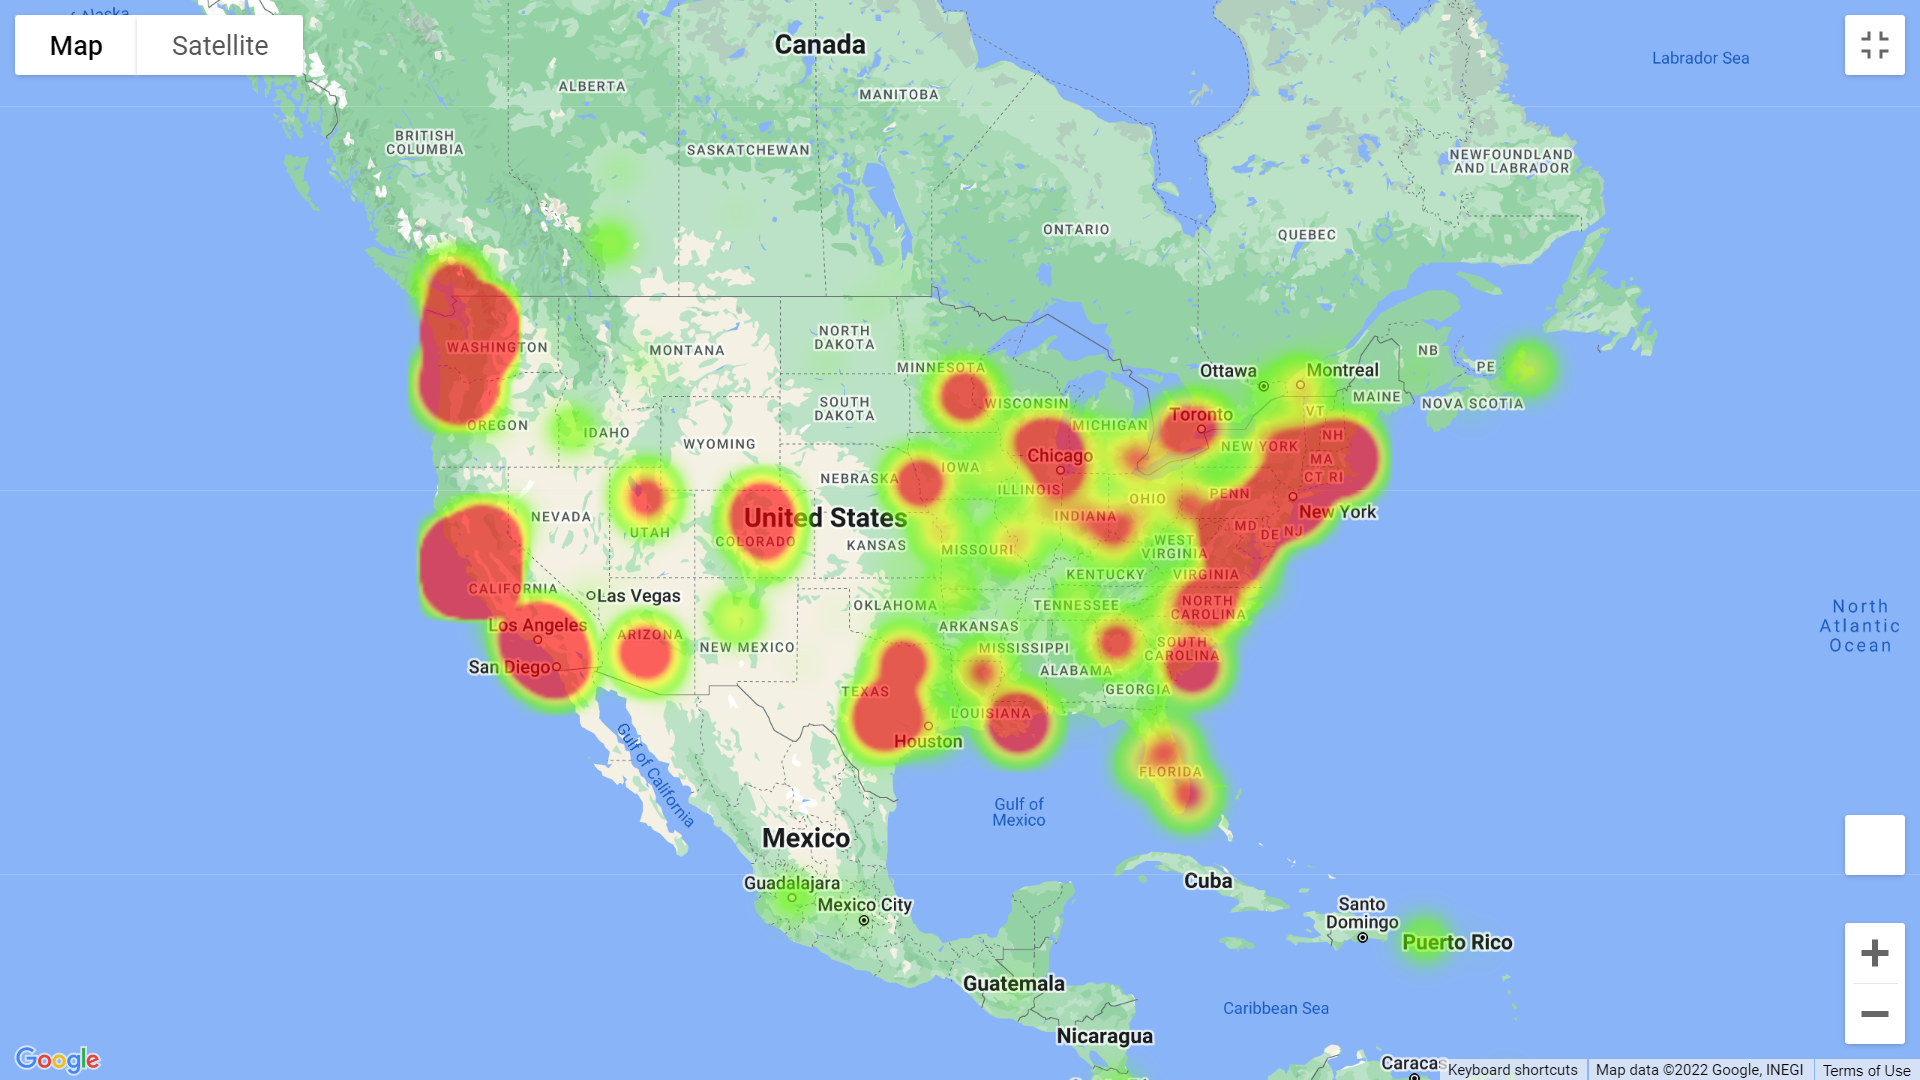 Map
Satellite
Canada
Labrador Sea
ALBERTA
MANITOBA
BRITISH
COLUMBIA
SASKATCHEWAN
NEWFOUNDLAND
AND LABRADOR
ONTARIO
QUEBEC
WASHINGTON
MONTANA
NORTH
DAKOTA
MINNESOTA
Ottawa
Montreal
NB
PE
SOUTH
DAKOTA
WISCONSIN
MAINE
NOVA SCOTIA
OREGON
IDAHO
WYOMING
MICHIGAN
Toronto
VT
NH
NEW YORK
MA
CT RI
NEBRASKA
IOWA
Chicago
ILLINOIS
OHIO
PENN
New York
NEVADA
UTAH
United States
COLORADO
KANSAS
MISSOURI
INDIANA
WEST
VIRGINIA
MD
DE
NJ
CALIFORNIA
Las Vegas
KENTUCKY
VIRGINIA
OKLAHOMA
TENNESSEE
NORTH
CAROLINA
Los Angeles
ARIZONA
NEW MEXICO
ARKANSAS
MISSISSIPPI
SOUTH
CAROLINA
San Diego
ALABAMA
GEORGIA
TEXAS
LOUISIANA
Houston
FLORIDA
North
Atlantic
Ocean
Gulf of California
Gulf of
Mexico
Mexico
Guadalajara
Mexico City
Cuba
Santo
Domingo
Puerto Rico
Guatemala
Caribbean Sea
Nicaragua
Caracas
Google
Keyboard shortcuts
Map data ©2022 Google, INEGI
Terms of Use